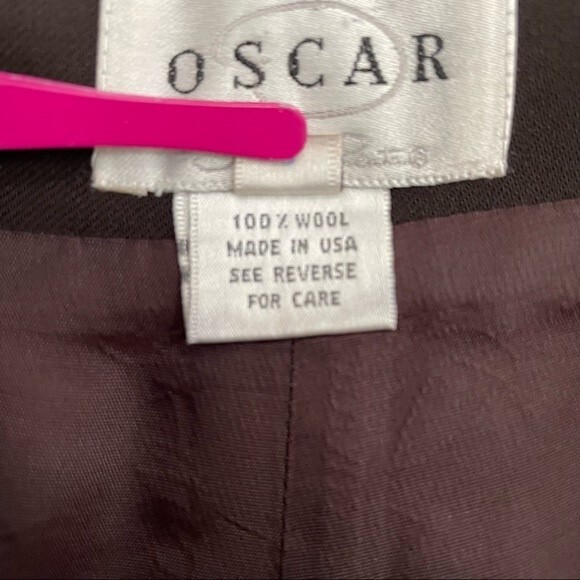 OSCAR
100% WOOL
MADE IN USA
SEE REVERSE
FOR CARE